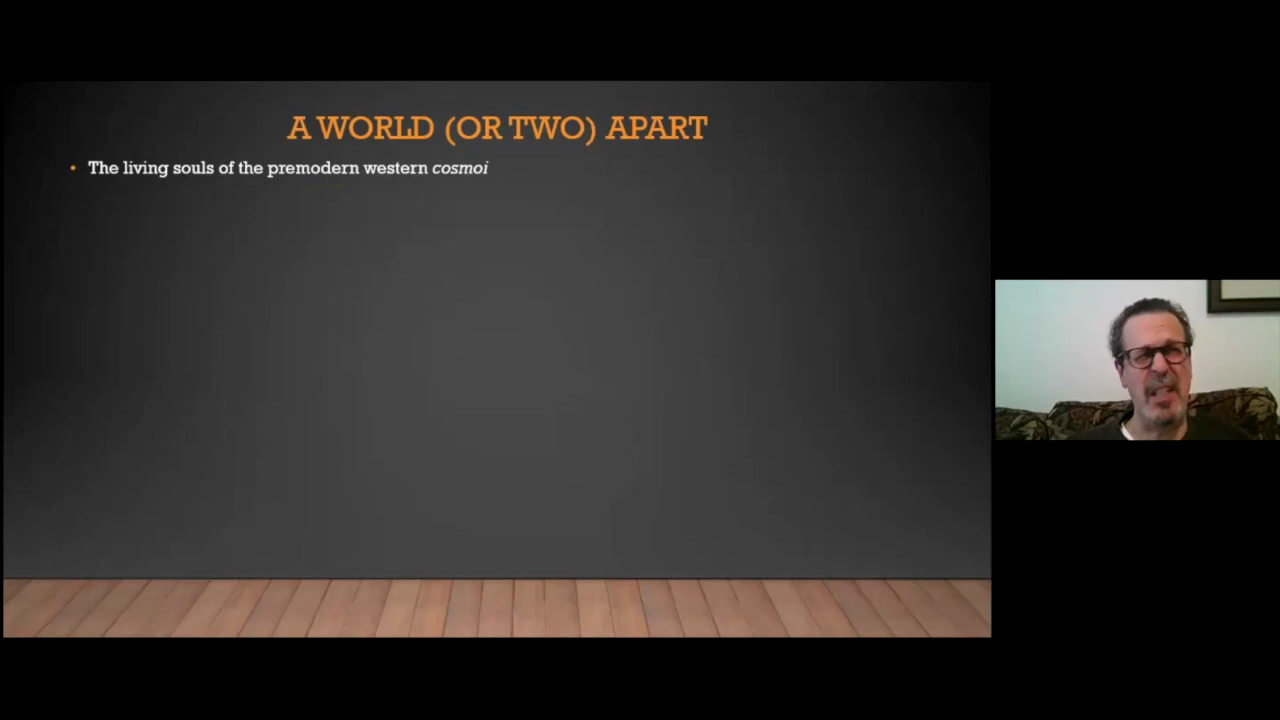 A WORLD (OR TWO) APART
• The living souls of the premodern western cosmoi